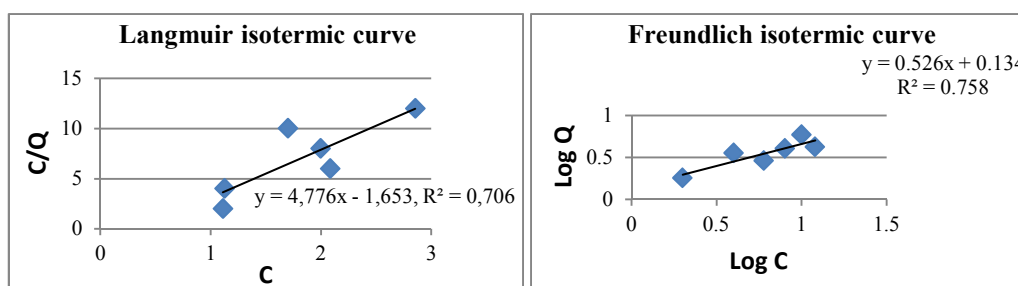 Langmuir isotermic curve
15
10
5
0
C/Q
y = 4,776x - 1,653, R² = 0,706
0 1 2 3
C
Freundlich isotermic curve
y = 0.526x + 0.134
R² = 0.758
1
0.5
0
Log Q
0 0.5 1 1.5
Log C